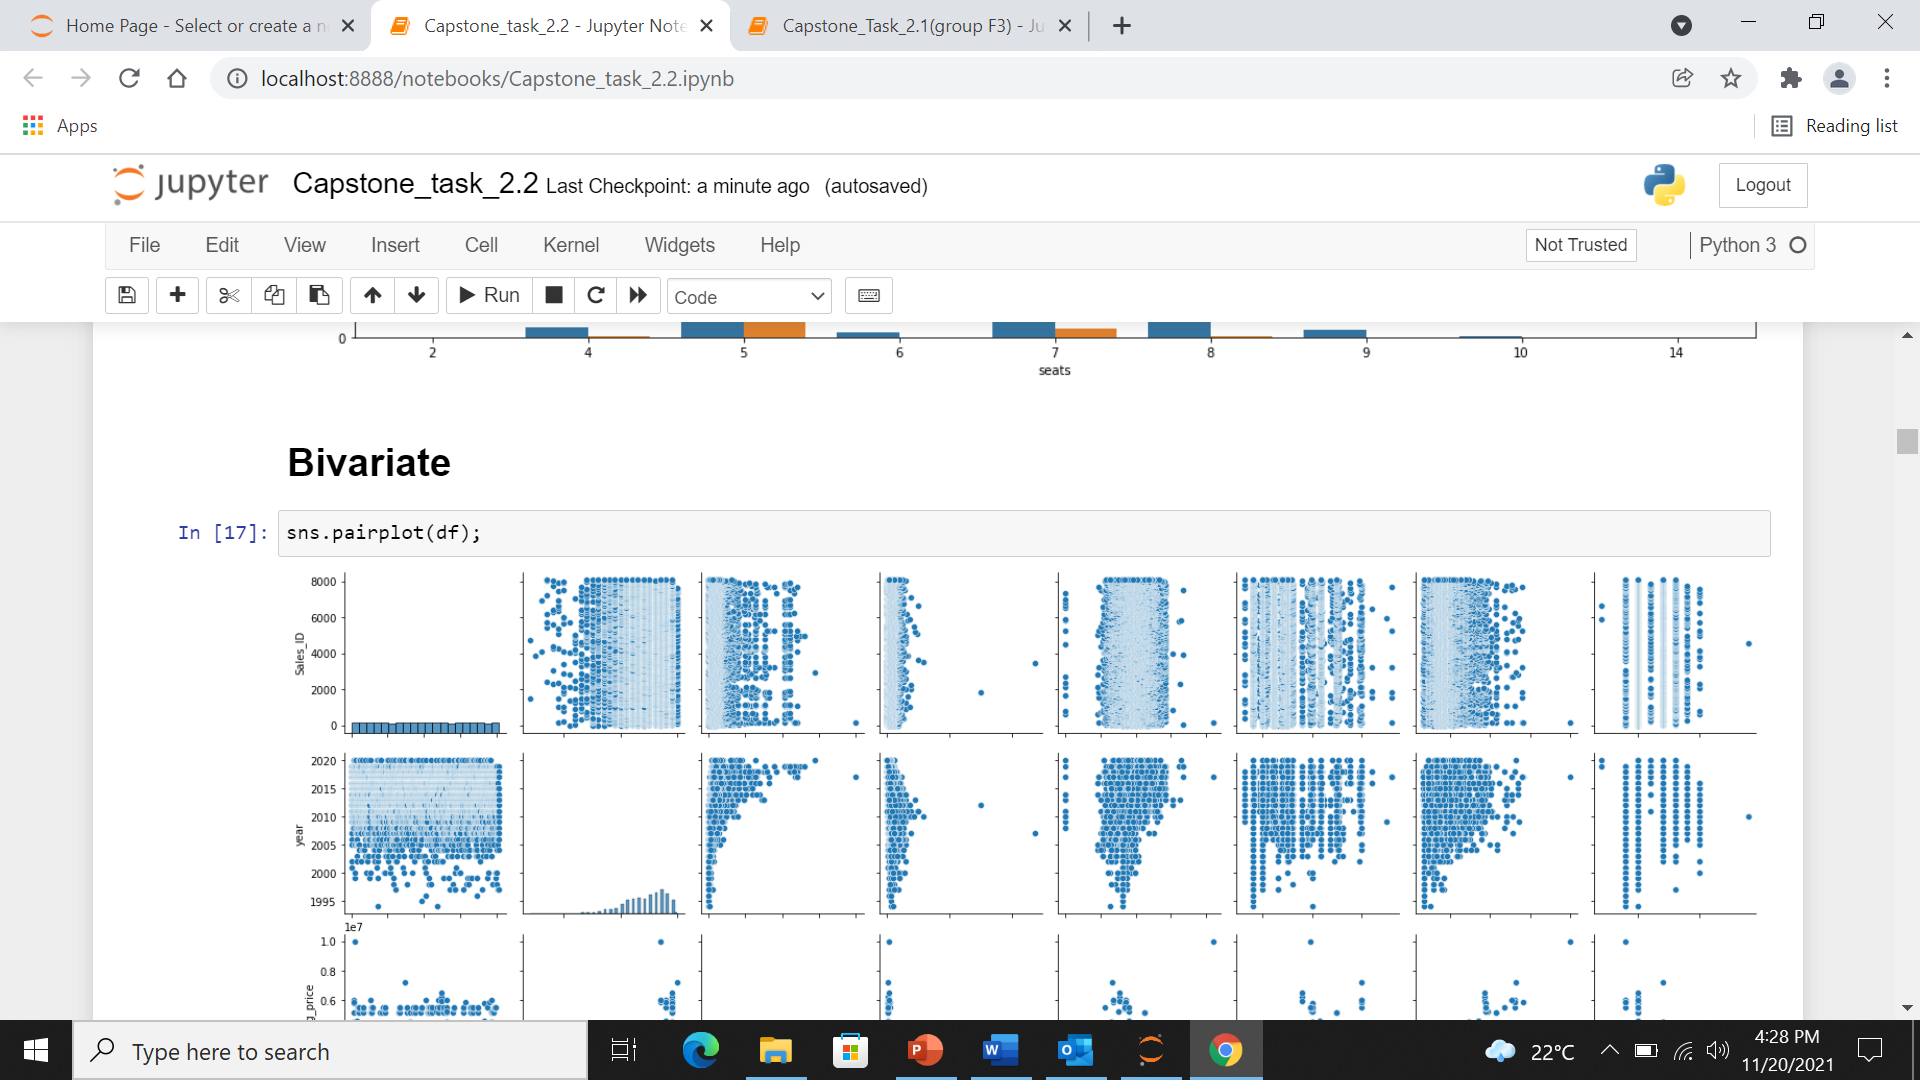 Home Page - Select or create a n
Capstone_task_2.2 - Jupyter Note
Capstone_Task_2.1(group F3) - Ju
localhost:8888/notebooks/Capstone_task_2.2.ipynb
Apps
Reading list
jupyter Capstone_task_2.2 Last Checkpoint: a minute ago (autosaved)
Logout
File Edit View Insert Cell Kernel Widgets Help
Not Trusted
Python 3
Run
Code
0
2 4 5 6 7 8 9 10 14
seats
Bivariate
In [17]: sns.pairplot(df);
8000
6000
4000
2000
0
Sales_ID
2020
2015
2010
2005
2000
1995
year
1e7
1.0
0.8
0.6
g_price
Type here to search
22°C
4:28 PM
11/20/2021